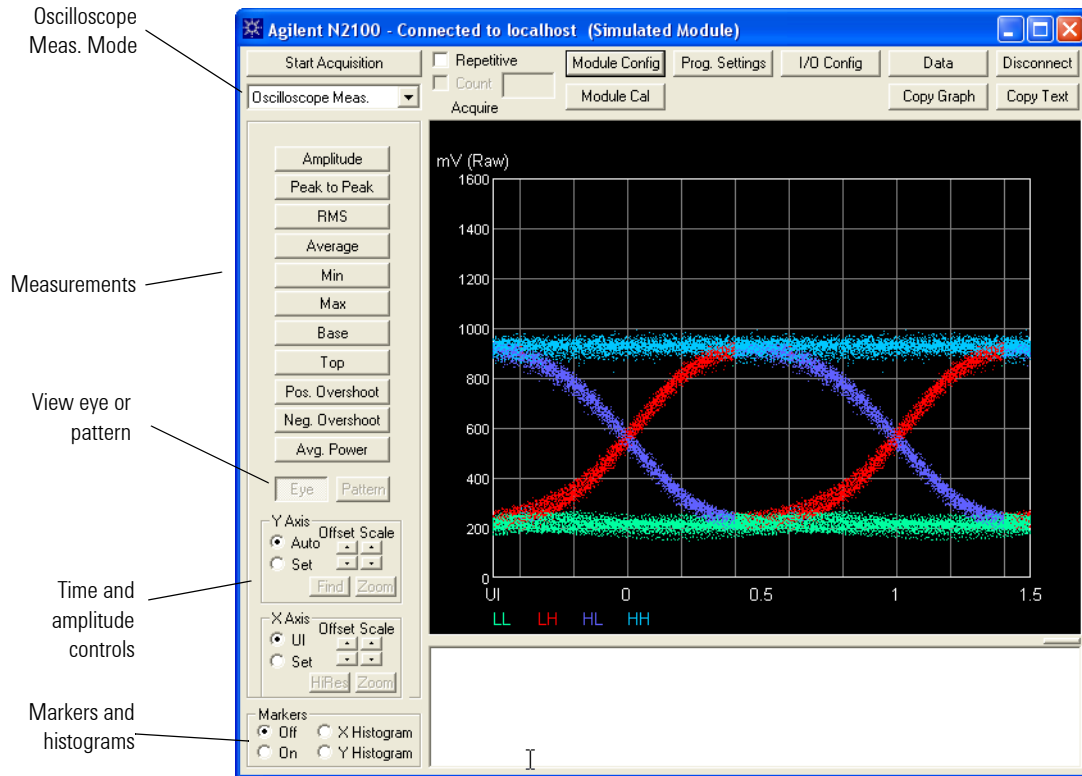 Oscilloscope
Meas. Mode
Measurements
View eye or
pattern
Time and
amplitude
controls
Markers and
histograms
Agilent N2100 - Connected to localhost (Simulated Module)
Start Acquisition
Repetitive
Module Config
Prog. Settings
I/O Config
Data
Disconnect
Oscilloscope Meas.
Count
Acquire
Module Cal
Copy Graph
Copy Text
Amplitude
Peak to Peak
RMS
Average
Min
Max
Base
Top
Pos. Overshoot
Neg. Overshoot
Avg. Power
Eye
Pattern
Y Axis
Offset Scale
Auto
Set
Find
Zoom
X Axis
Offset Scale
UI
Set
HiRes
Zoom
Markers
Off
X Histogram
On
Y Histogram
mV (Raw)
1600
1400
1200
1000
800
600
400
200
0
UI
0
0.5
1
1.5
LL
LH
HL
HH